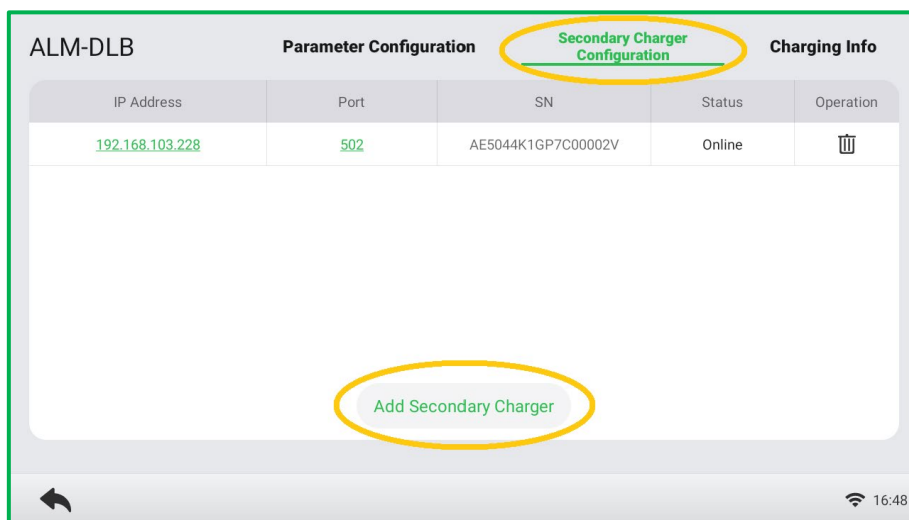 ALM-DLB
Parameter Configuration
Secondary Charger
Configuration
Charging Info
IP Address Port SN Status Operation
192.168.103.228 502 AE5044K1GP7C00002V Online
Add Secondary Charger
16:48